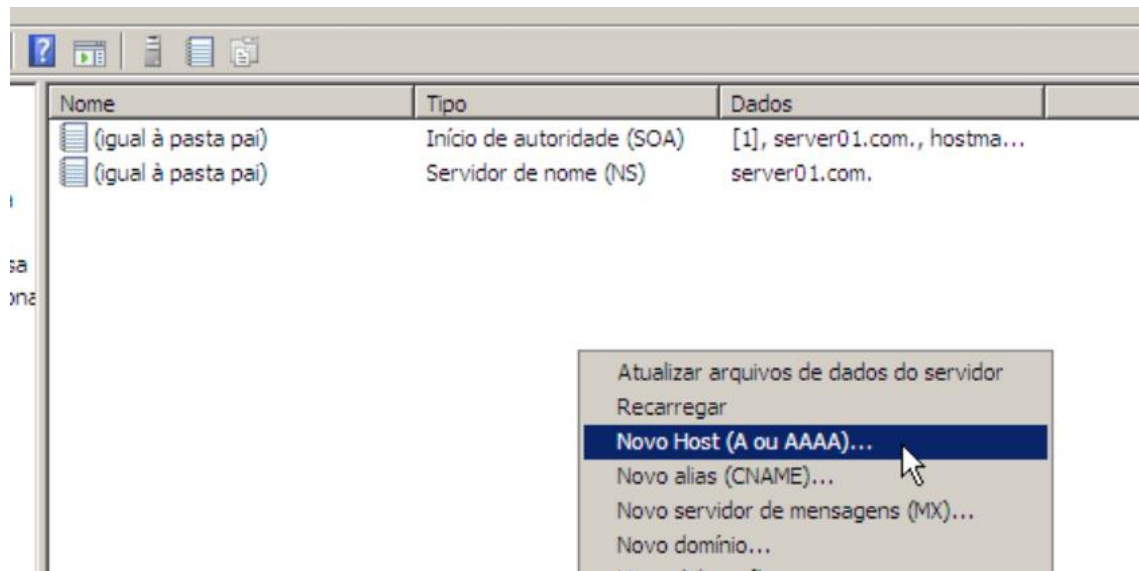 Nome Tipo Dados
(igual à pasta pai) Início de autoridade (SOA) [1], server01.com., hostma...
(igual à pasta pai) Servidor de nome (NS) server01.com.
Atualizar arquivos de dados do servidor
Recarregar
Novo Host (A ou AAAA)...
Novo alias (CNAME)...
Novo servidor de mensagens (MX)...
Novo domínio...